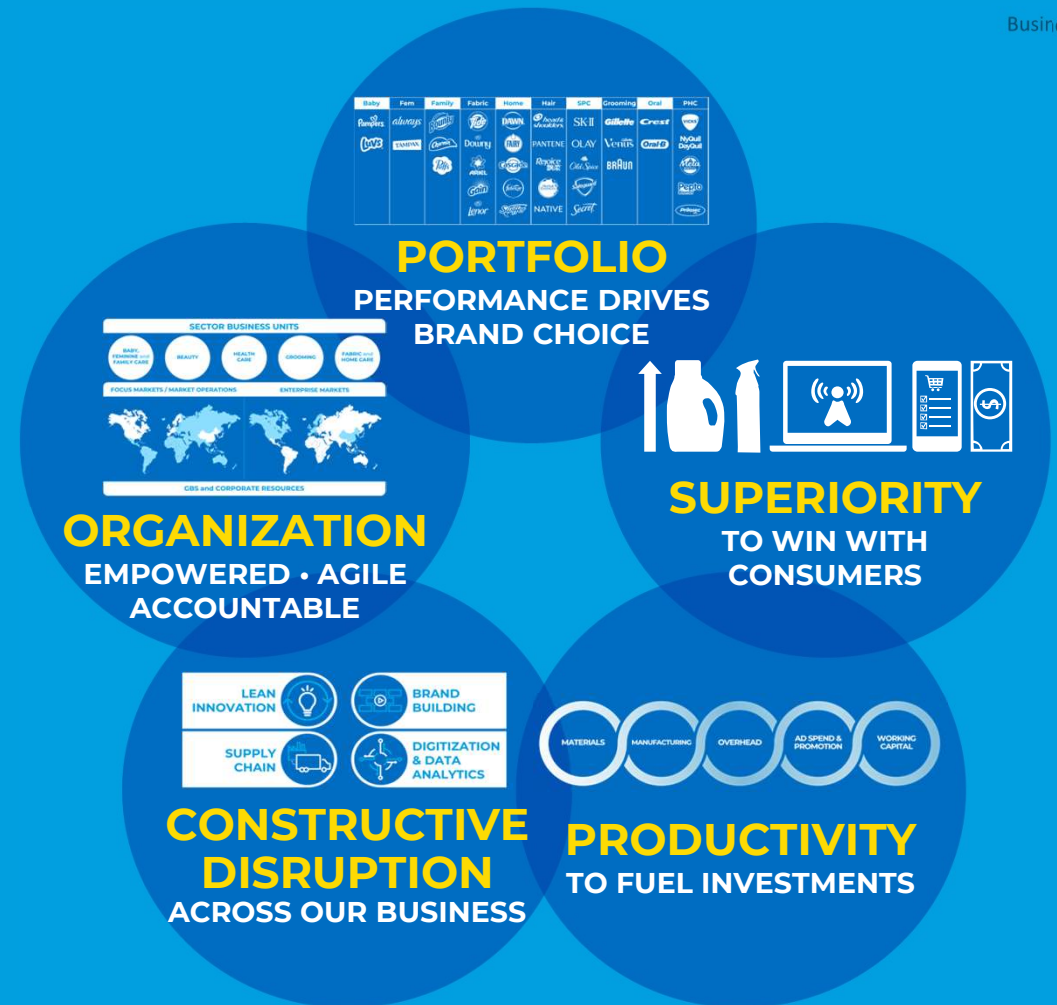 Busin
Baby Fem Family Fabric Home Hair SPC Grooming Oral PHC
Pampers always Bounty Tide DAWN head& shoulders SK-II Gillette Crest VICKS
Luvs TAMPAX Charmin Downy FAIRY PANTENE OLAY Venus Oral-B NyQuil DayQuil
Puffs ARIEL Cascade Rejoice Old Spice BRAUN Meta
Gain febreze Safeguard Pepto
Lenor NATIVE Secret Prilosec
PORTFOLIO
PERFORMANCE DRIVES
BRAND CHOICE
SECTOR BUSINESS UNITS
BABY, FEMININE and FAMILY CARE
BEAUTY
HEALTH CARE
GROOMING
FABRIC and HOME CARE
FOCUS MARKETS / MARKET OPERATIONS
ENTERPRISE MARKETS
GBS and CORPORATE RESOURCES
ORGANIZATION
EMPOWERED • AGILE
ACCOUNTABLE
$
SUPERIORITY
TO WIN WITH
CONSUMERS
LEAN
INNOVATION
BRAND
BUILDING
SUPPLY
CHAIN
DIGITIZATION
& DATA
ANALYTICS
CONSTRUCTIVE
DISRUPTION
ACROSS OUR BUSINESS
MATERIALS
MANUFACTURING
OVERHEAD
AD SPEND &
PROMOTION
WORKING
CAPITAL
PRODUCTIVITY
TO FUEL INVESTMENTS